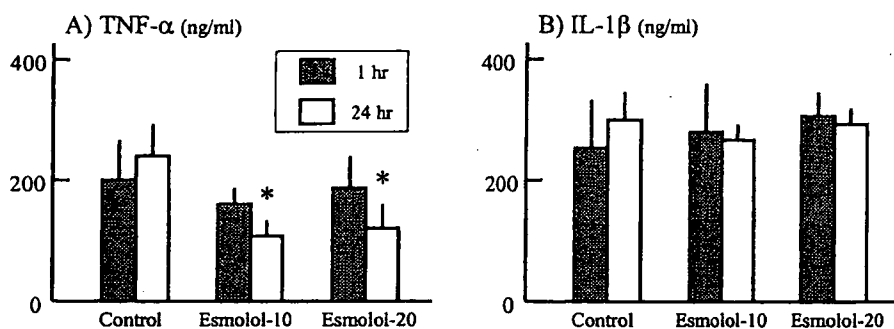 A) TNF-α (ng/ml)
400
200
0
1 hr
24 hr
*
*
Control Esmolol-10 Esmolol-20
B) IL-1β (ng/ml)
400
200
0
Control Esmolol-10 Esmolol-20